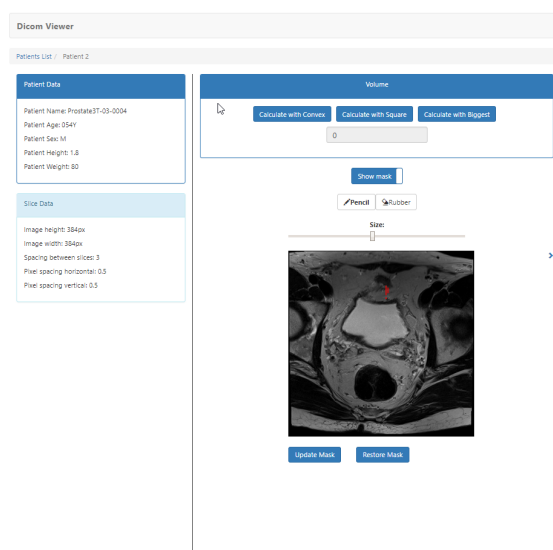 Dicom Viewer
Patients List / Patient 2
Patient Data
Patient Name: Prostate3T-03-0004
Patient Age: 054Y
Patient Sex: M
Patient Height: 1.8
Patient Weight: 80
Slice Data
Image height: 384px
Image width: 384px
Spacing between slices: 3
Pixel spacing horizontal: 0.5
Pixel spacing vertical: 0.5
Volume
Calculate with Convex Calculate with Square Calculate with Biggest
0
Show mask
Pencil Rubber
Size:
Update Mask Restore Mask